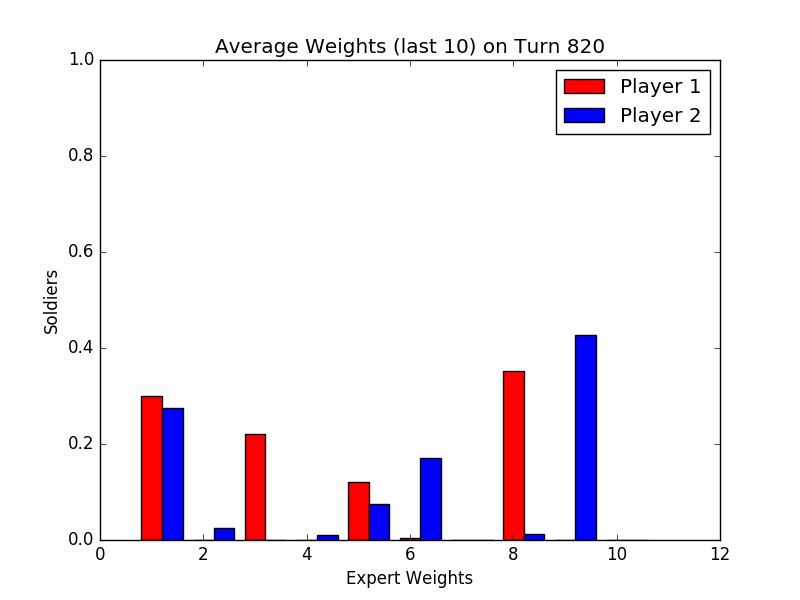 Average Weights (last 10) on Turn 820
1.0
0.8
0.6
0.4
0.2
0.0
Soldiers
Player 1
Player 2
0 2 4 6 8 10 12
Expert Weights